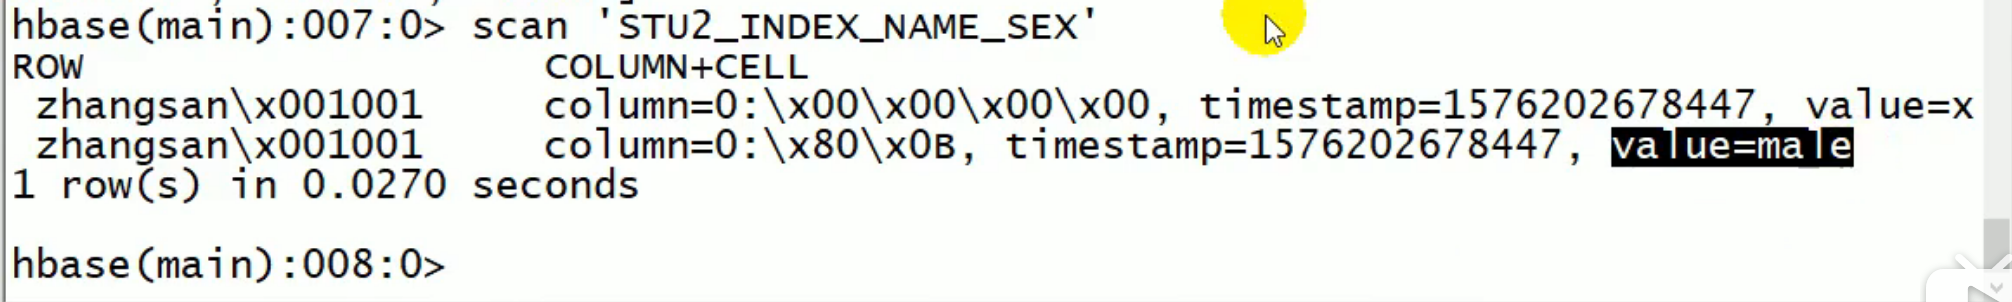 hbase(main):007:0> scan 'STU2_INDEX_NAME_SEX'
ROW                   COLUMN+CELL
 zhangsan\x001001     column=0:\x00\x00\x00\x00, timestamp=1576202678447, value=x
 zhangsan\x001001     column=0:\x80\x0B, timestamp=1576202678447, value=male
1 row(s) in 0.0270 seconds
hbase(main):008:0>